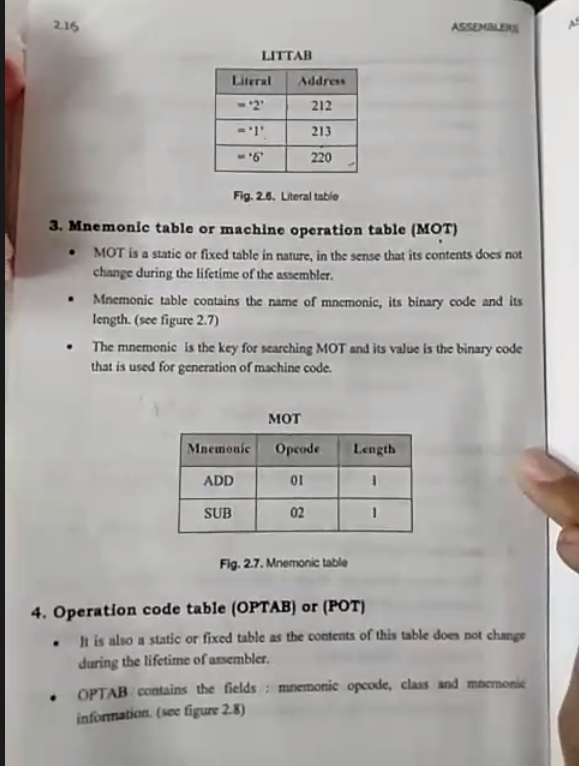 2.16 ASSEMBLERS
LITTAB
Literal Address
= '2' 212
= '1' 213
= '6' 220
Fig. 2.6. Literal table
3. Mnemonic table or machine operation table (MOT)
• MOT is a static or fixed table in nature, in the sense that its contents does not
change during the lifetime of the assembler.
• Mnemonic table contains the name of mnemonic, its binary code and its
length. (see figure 2.7)
• The mnemonic is the key for searching MOT and its value is the binary code
that is used for generation of machine code.
MOT
Mnemonic Opcode Length
ADD 01 1
SUB 02 1
Fig. 2.7. Mnemonic table
4. Operation code table (OPTAB) or (POT)
• It is also a static or fixed table as the contents of this table does not change
during the lifetime of assembler.
• OPTAB contains the fields : mnemonic opcode, class and mnemonic
information. (see figure 2.8)